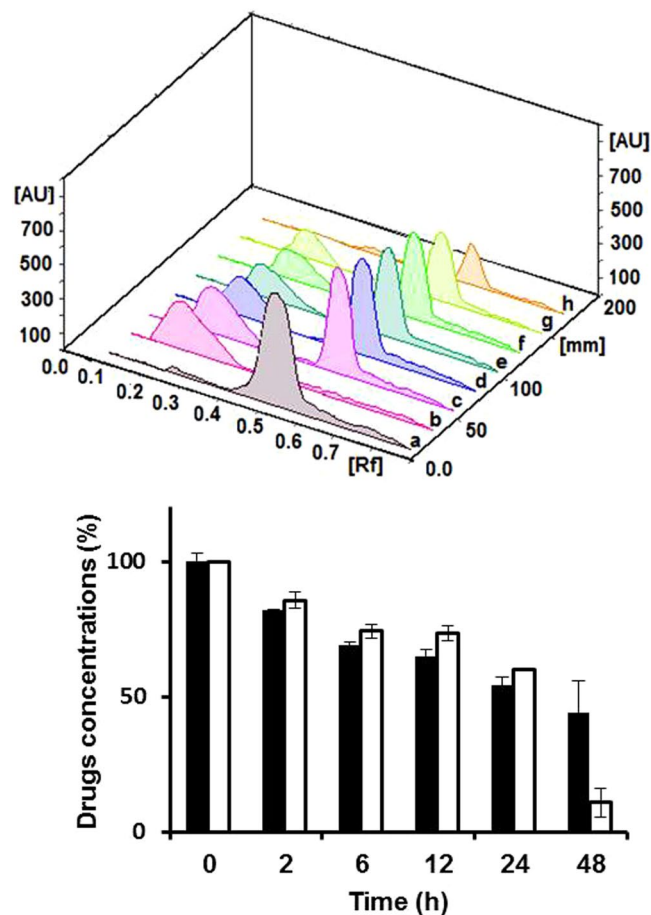 [AU]
700
500
300
100
0.0
0.1
0.2
0.3
0.4
0.5
0.6
0.7
[Rf]
[AU]
700
500
300
100
200
[mm]
100
50
0.0
a
b
c
d
e
f
g
h
Drugs concentrations (%)
100
50
0
0 2 6 12 24 48
Time (h)